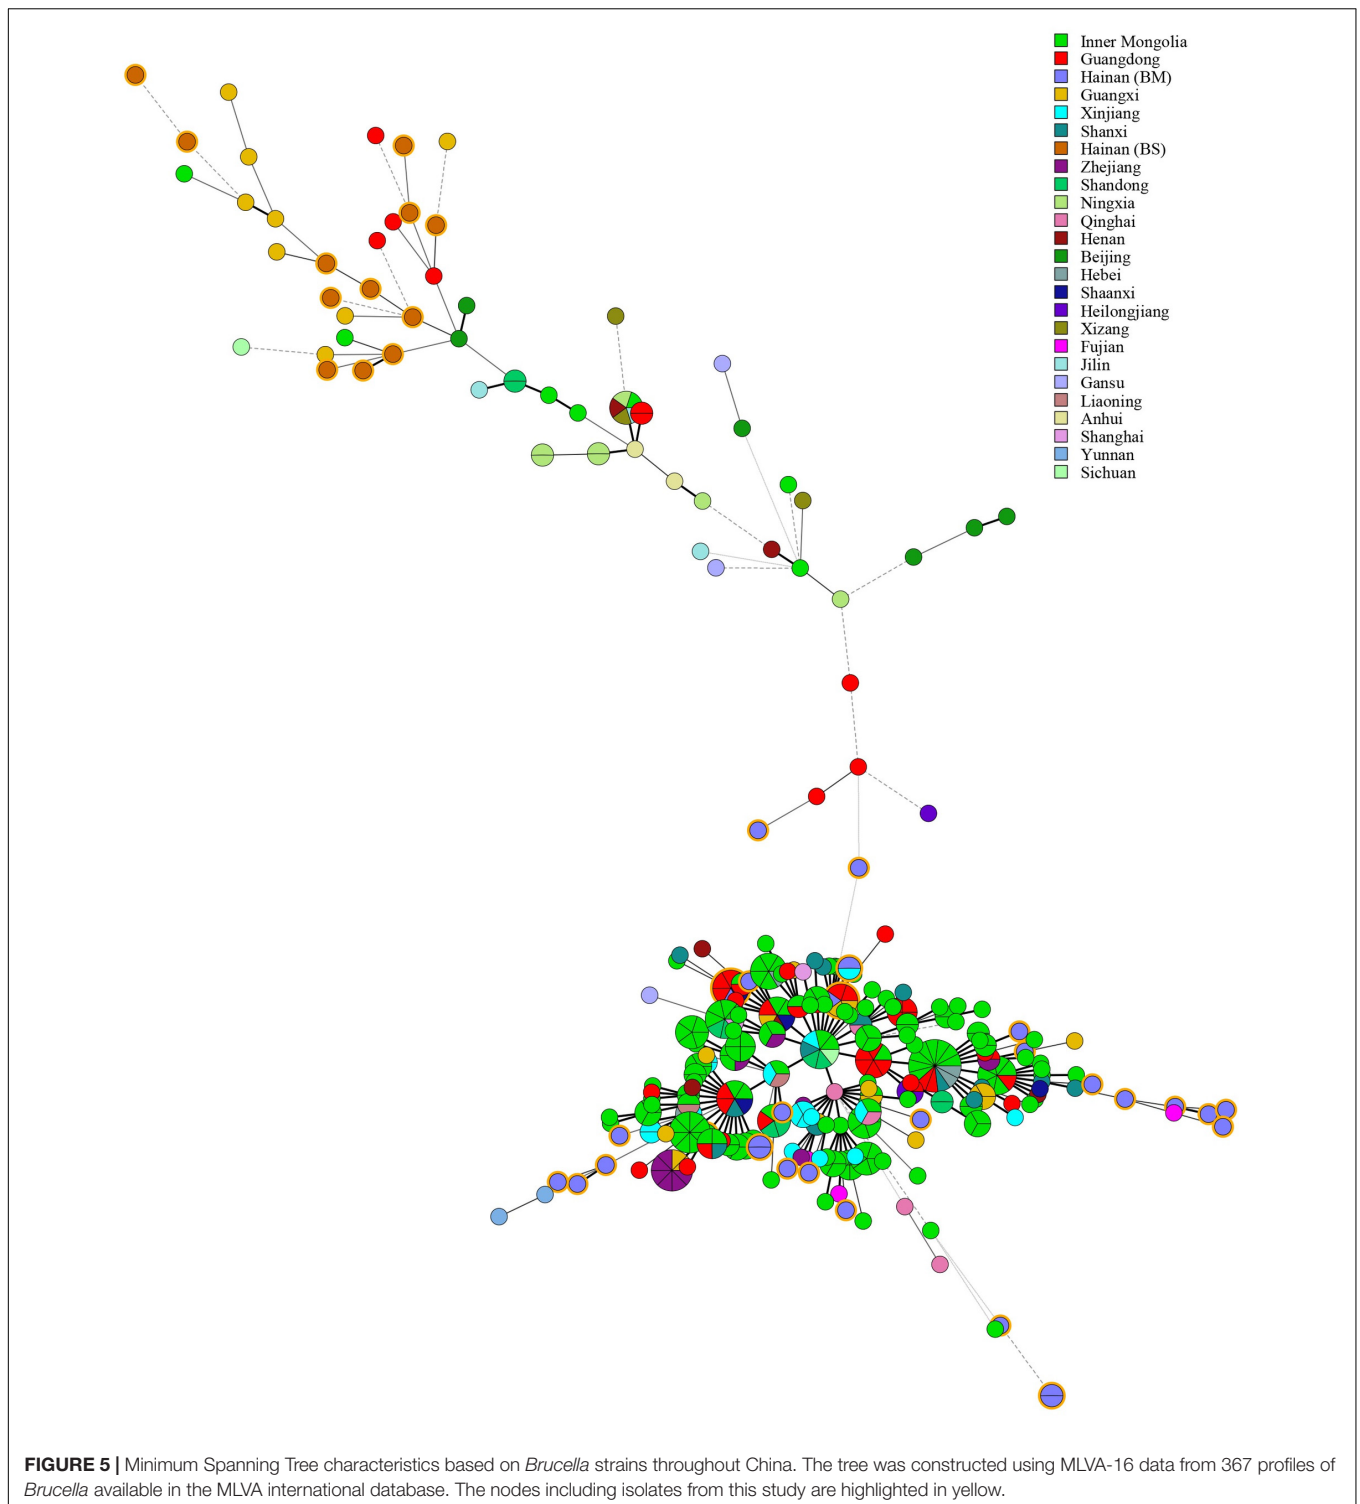 Inner Mongolia
Guangdong
Hainan (BM)
Guangxi
Xinjiang
Shanxi
Hainan (BS)
Zhejiang
Shandong
Ningxia
Qinghai
Henan
Beijing
Hebei
Shaanxi
Heilongjiang
Xizang
Fujian
Jilin
Gansu
Liaoning
Anhui
Shanghai
Yunnan
Sichuan
FIGURE 5 | Minimum Spanning Tree characteristics based on Brucella strains throughout China. The tree was constructed using MLVA-16 data from 367 profiles of
Brucella available in the MLVA international database. The nodes including isolates from this study are highlighted in yellow.